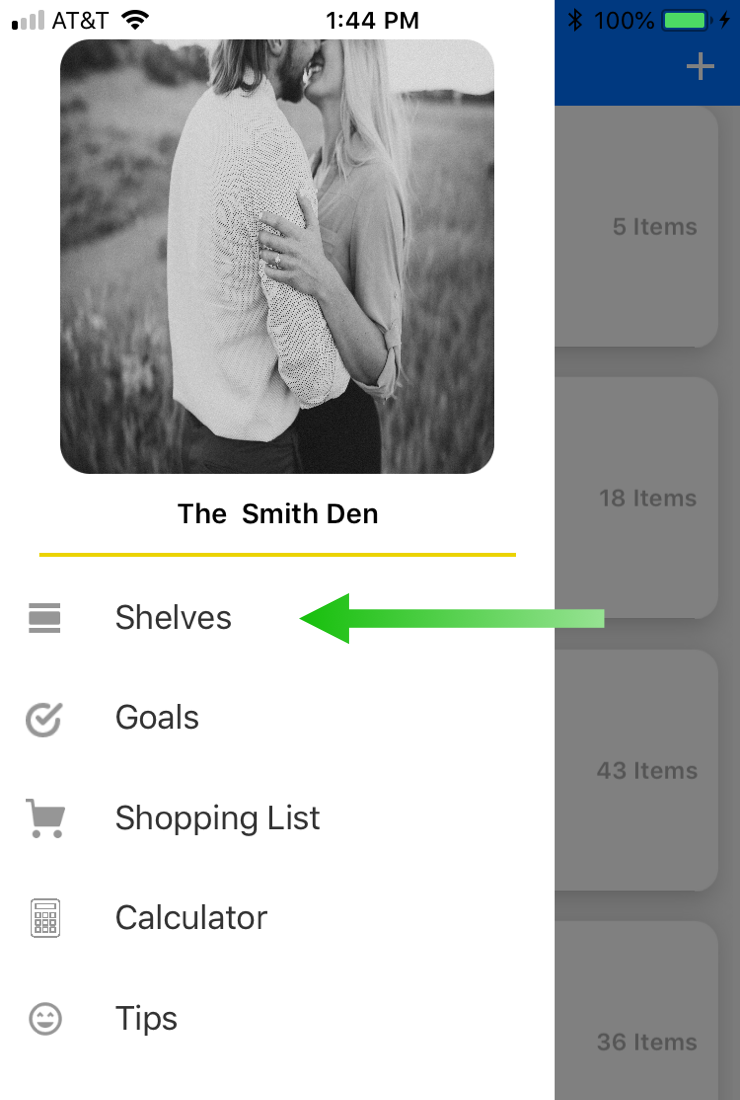 AT&T 1:44 PM 100%
5 Items
18 Items
The  Smith Den
Shelves
Goals
43 Items
Shopping List
Calculator
Tips
36 Items